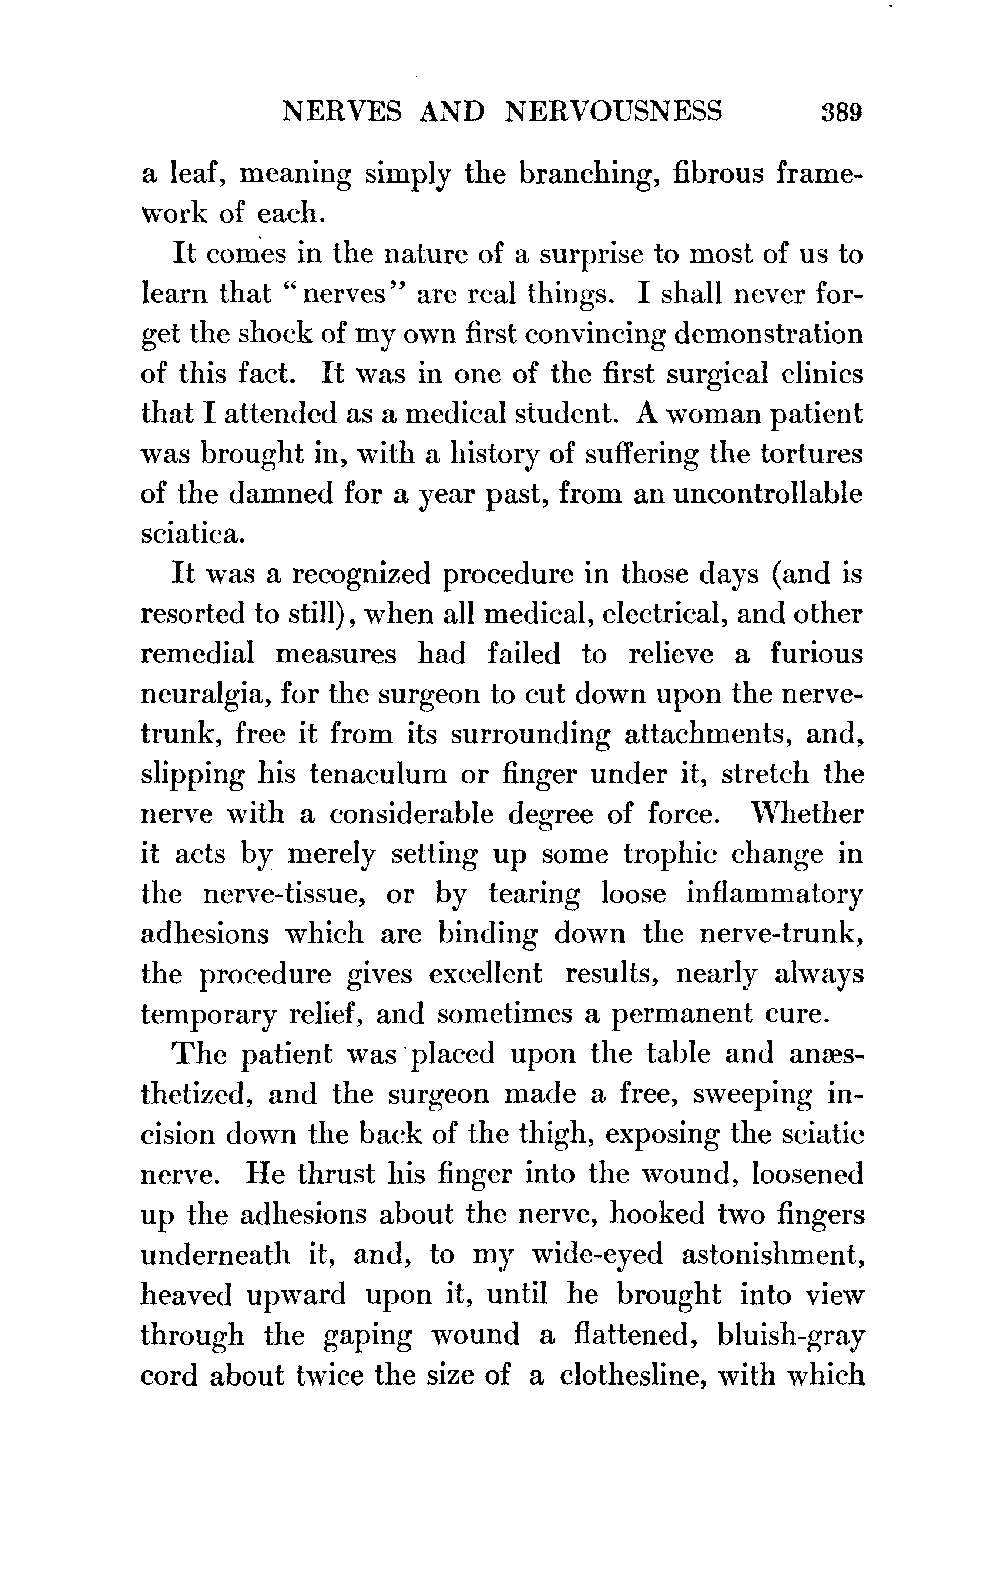 NERVES AND NERVOUSNESS 389
a leaf, meaning simply the branching, fibrous frame-
work of each.
It comes in the nature of a surprise to most of us to
learn that “nerves” are real things. I shall never for-
get the shock of my own first convincing demonstration
of this fact. It was in one of the first surgical clinics
that I attended as a medical student. A woman patient
was brought in, with a history of suffering the tortures
of the damned for a year past, from an uncontrollable
sciatica.
It was a recognized procedure in those days (and is
resorted to still), when all medical, electrical, and other
remedial measures had failed to relieve a furious
neuralgia, for the surgeon to cut down upon the nerve-
trunk, free it from its surrounding attachments, and,
slipping his tenaculum or finger under it, stretch the
nerve with a considerable degree of force. Whether
it acts by merely setting up some trophic change in
the nerve-tissue, or by tearing loose inflammatory
adhesions which are binding down the nerve-trunk,
the procedure gives excellent results, nearly always
temporary relief, and sometimes a permanent cure.
The patient was placed upon the table and anæs-
thetized, and the surgeon made a free, sweeping in-
cision down the back of the thigh, exposing the sciatic
nerve. He thrust his finger into the wound, loosened
up the adhesions about the nerve, hooked two fingers
underneath it, and, to my wide-eyed astonishment,
heaved upward upon it, until he brought into view
through the gaping wound a flattened, bluish-gray
cord about twice the size of a clothesline, with which